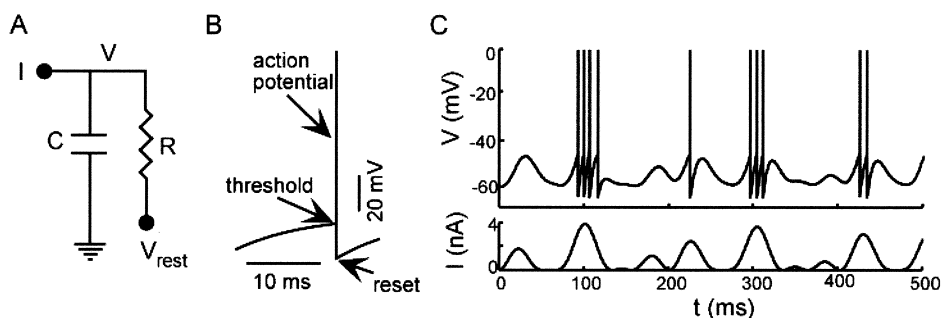 A
I
V
C
R
Vrest
B
action
potential
threshold
20 mV
10 ms
reset
C
V (mV)
0
-20
-40
-60
I (nA)
4
2
0
0 100 200 300 400 500
t (ms)